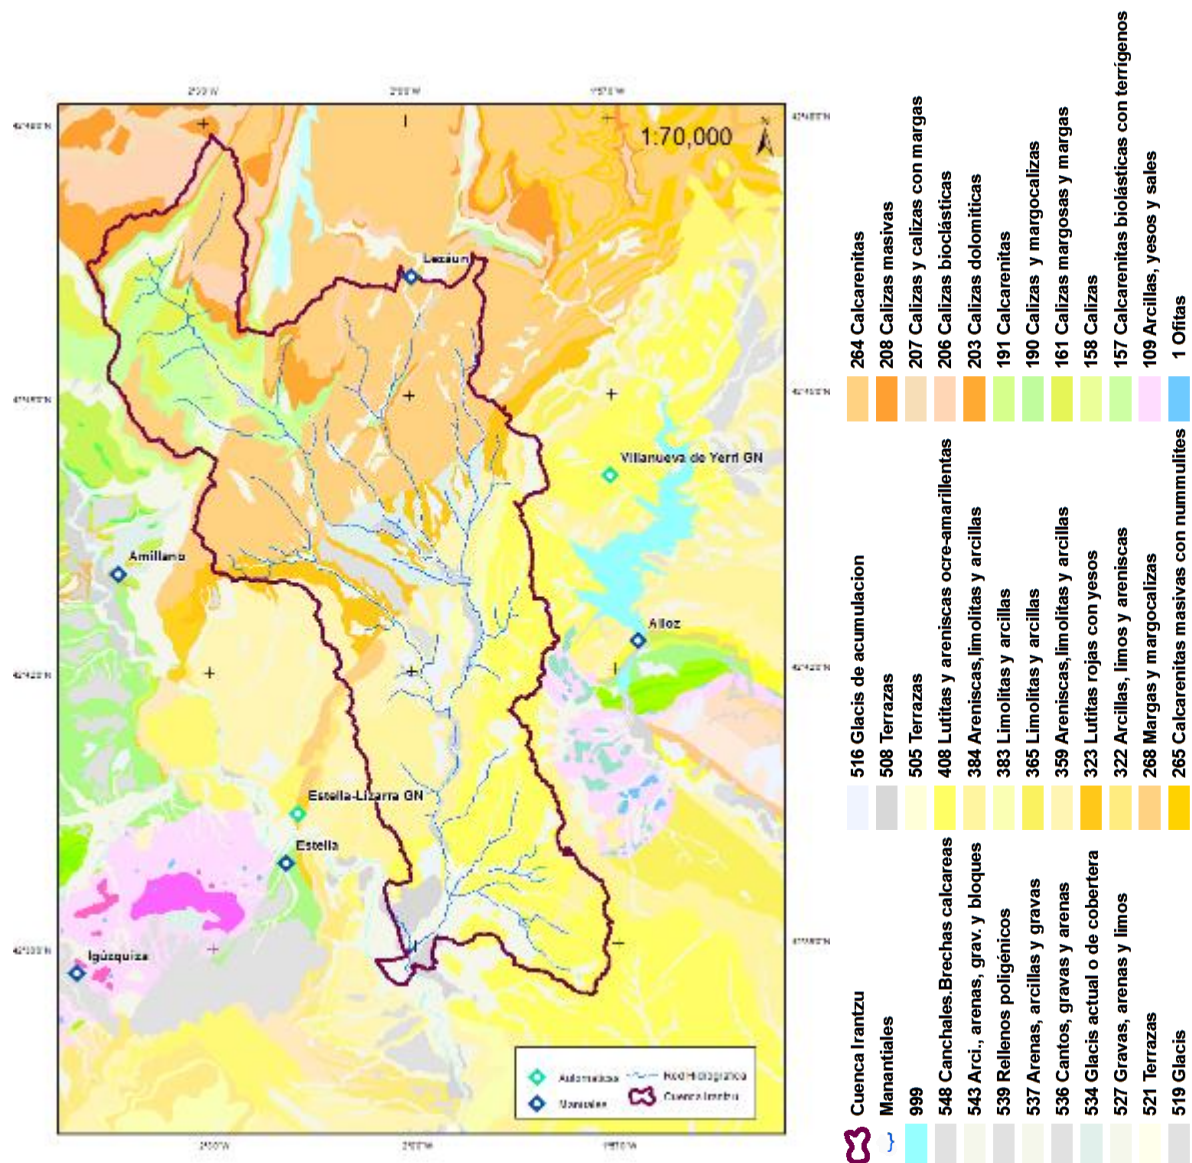 1:70,000
N
Lezáun
Villanueva de Yerri GN
Amillano
Alloz
Estella-Lizarra GN
Estella
Igúzquiza
Automaticas
Red Hidrografica
Manuales
Cuenca Irantzu
Cuenca Irantzu
Manantiales
999
548 Canchales.Brechas calcareas
543 Arci., arenas, grav. y bloques
539 Rellenos poligénicos
537 Arenas, arcillas y gravas
536 Cantos, gravas y arenas
534 Glacis actual o de cobertera
527 Gravas, arenas y limos
521 Terrazas
519 Glacis
516 Glacis de acumulacion
508 Terrazas
505 Terrazas
408 Lutitas y areniscas ocre-amarillentas
384 Areniscas,limolitas y arcillas
383 Limolitas y arcillas
365 Limolitas y arcillas
359 Areniscas,limolitas y arcillas
323 Lutitas rojas con yesos
322 Arcillas, limos y areniscas
268 Margas y margocalizas
265 Calcarenitas masivas con nummulites
264 Calcarenitas
208 Calizas masivas
207 Calizas y calizas con margas
206 Calizas bioclásticas
203 Calizas dolomiticas
191 Calcarenitas
190 Calizas y margocalizas
161 Calizas margosas y margas
158 Calizas
157 Calcarenitas biolásticas con terrígenos
109 Arcillas, yesos y sales
1 Ofitas